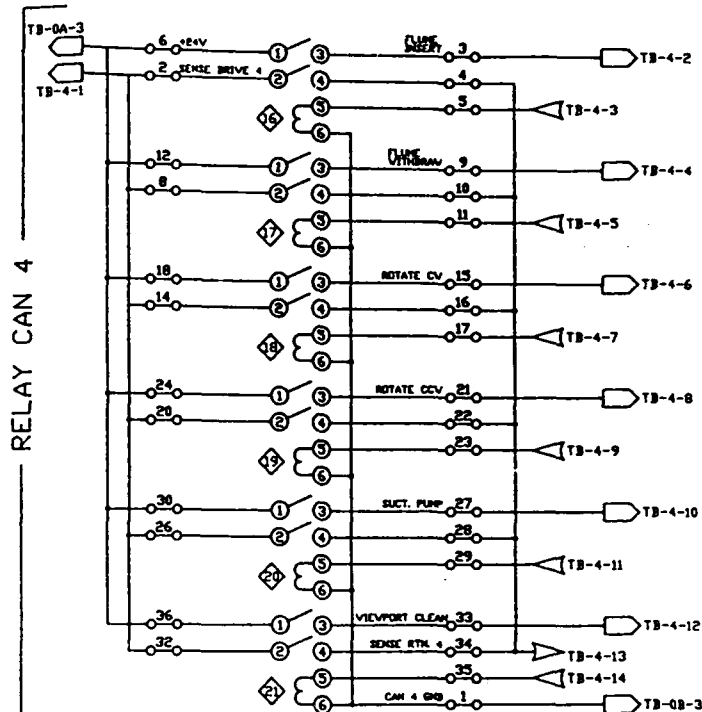 TB-0A-3
6 +24V 1 3 FLUME INSERT 3 TB-4-2
TB-4-1
2 SENSE DRIVE 4 2 4 4
16 5 5 TB-4-3
6
12 1 3 FLUME WITHDRAW 9 TB-4-4
8 2 4 10
17 5 11 TB-4-5
6
18 1 3 ROTATE CW 15 TB-4-6
14 2 4 16
18 5 17 TB-4-7
6
24 1 3 ROTATE CCW 21 TB-4-8
20 2 4 22
19 5 23 TB-4-9
6
30 1 3 SUCT. PUMP 27 TB-4-10
26 2 4 28
20 5 29 TB-4-11
6
36 1 3 VIEWPORT CLEAN 33 TB-4-12
32 2 4 SENSE RTN. 4 34 TB-4-13
21 5 35 TB-4-14
6 CAN 4 GND 1 TB-0B-3
RELAY CAN 4